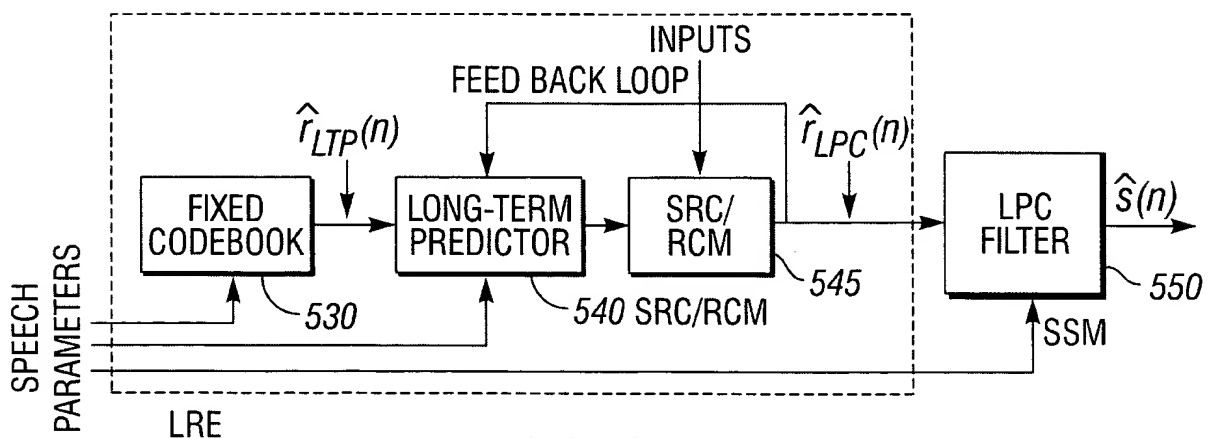 INPUTS
FEED BACK LOOP
r̂LTP(n)
r̂LPC(n)
FIXED
CODEBOOK
LONG-TERM
PREDICTOR
SRC/
RCM
LPC
FILTER
ŝ(n)
530
540 SRC/RCM
545
550
SSM
SPEECH
PARAMETERS
LRE